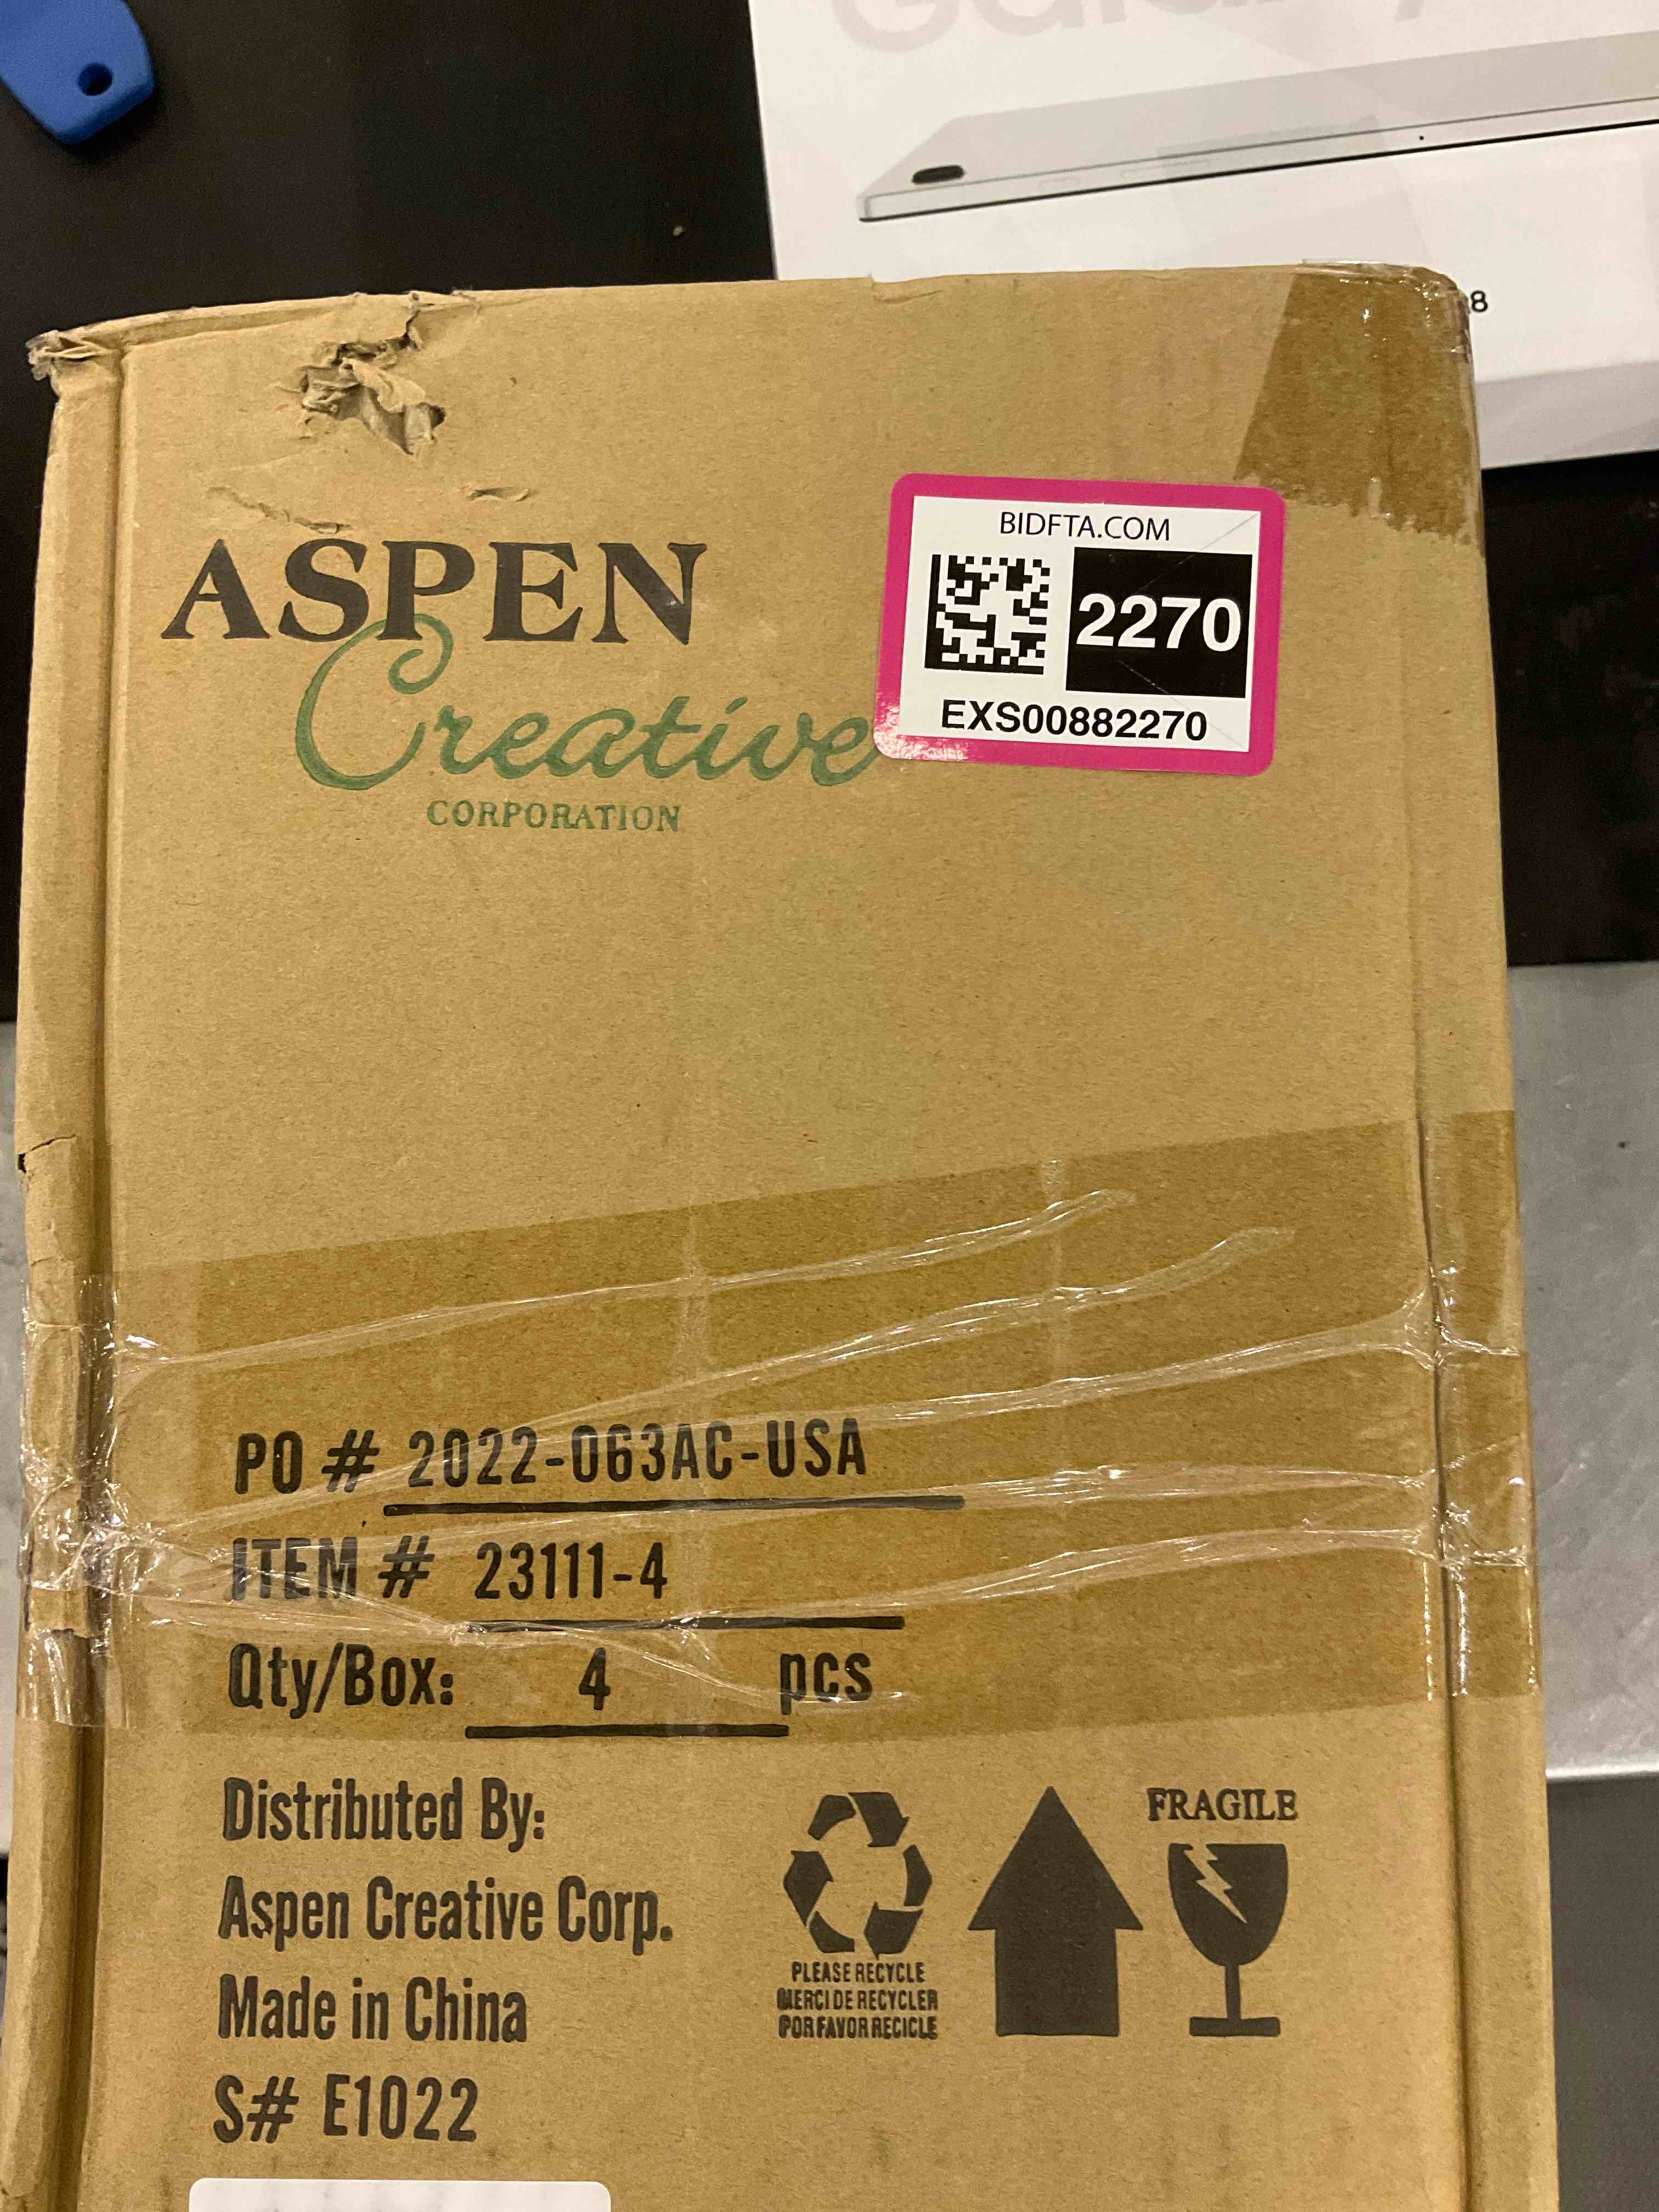 BIDFTA.COM
2270
EXS00882270
ASPEN
Creative
CORPORATION
PO # 2022-063AC-USA
ITEM # 23111-4
Qty/Box: 4 pcs
Distributed By:
Aspen Creative Corp.
Made in China
S# E1022
PLEASE RECYCLE
MERCI DE RECYCLER
POR FAVOR RECICLE
FRAGILE